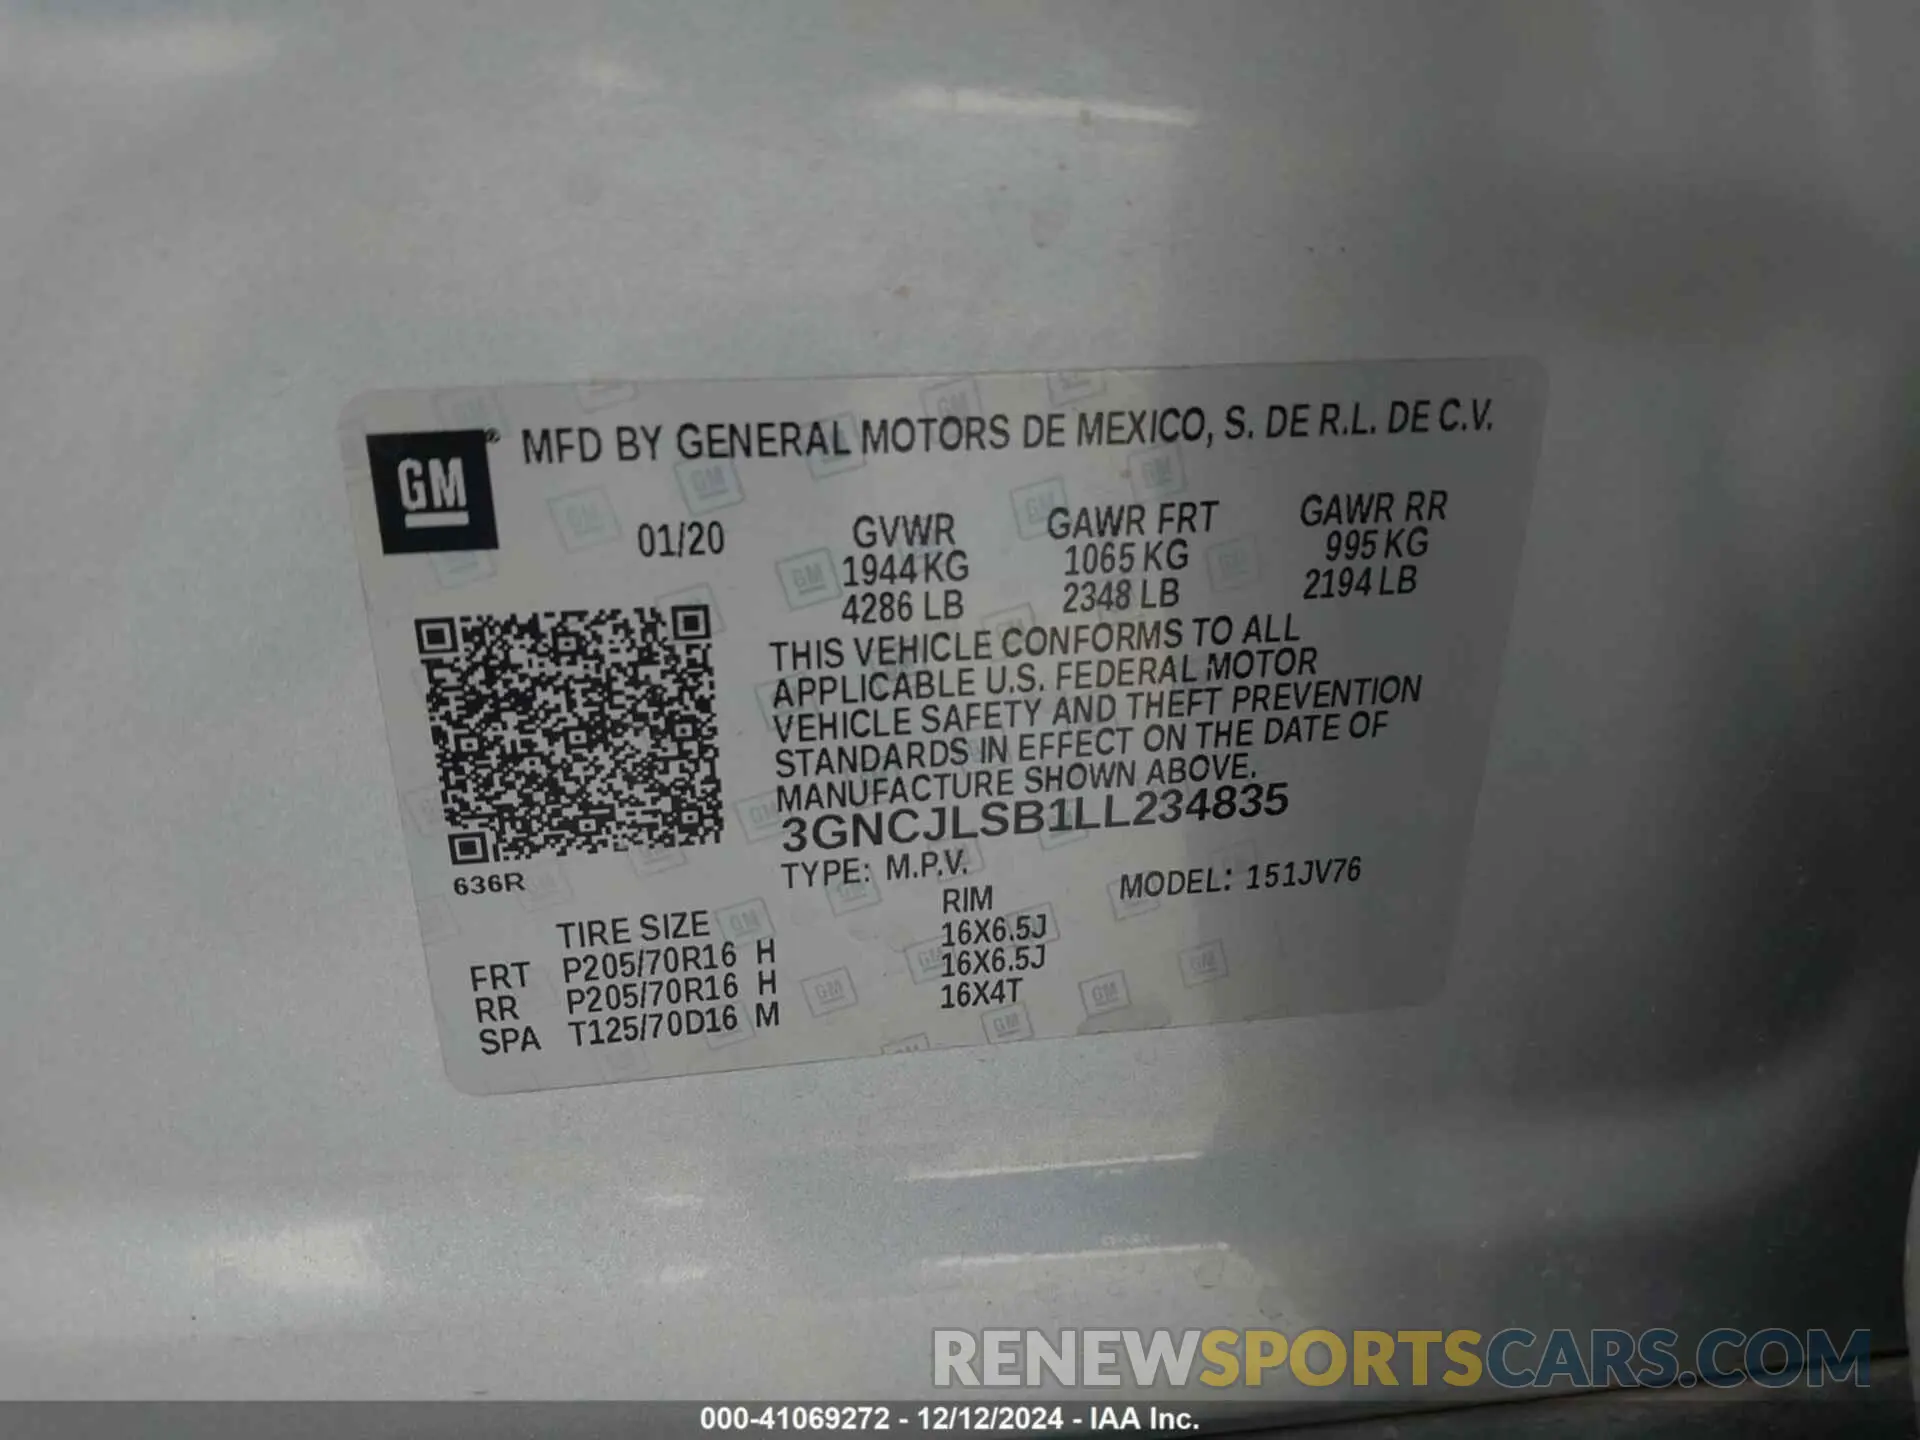 GM® MFD BY GENERAL MOTORS DE MEXICO, S. DE R.L. DE C.V.
01/20 GVWR GAWR FRT GAWR RR
1944 KG 1065 KG 995 KG
4286 LB 2348 LB 2194 LB
THIS VEHICLE CONFORMS TO ALL
APPLICABLE U.S. FEDERAL MOTOR
VEHICLE SAFETY AND THEFT PREVENTION
STANDARDS IN EFFECT ON THE DATE OF
MANUFACTURE SHOWN ABOVE.
3GNCJLSB1LL234835
TYPE: M.P.V. MODEL: 151JV76
636R
TIRE SIZE RIM
FRT P205/70R16 H 16X6.5J
RR P205/70R16 H 16X6.5J
SPA T125/70D16 M 16X4T
RENEWSPORTSCARS.COM
000-41069272 - 12/12/2024 - IAA Inc.